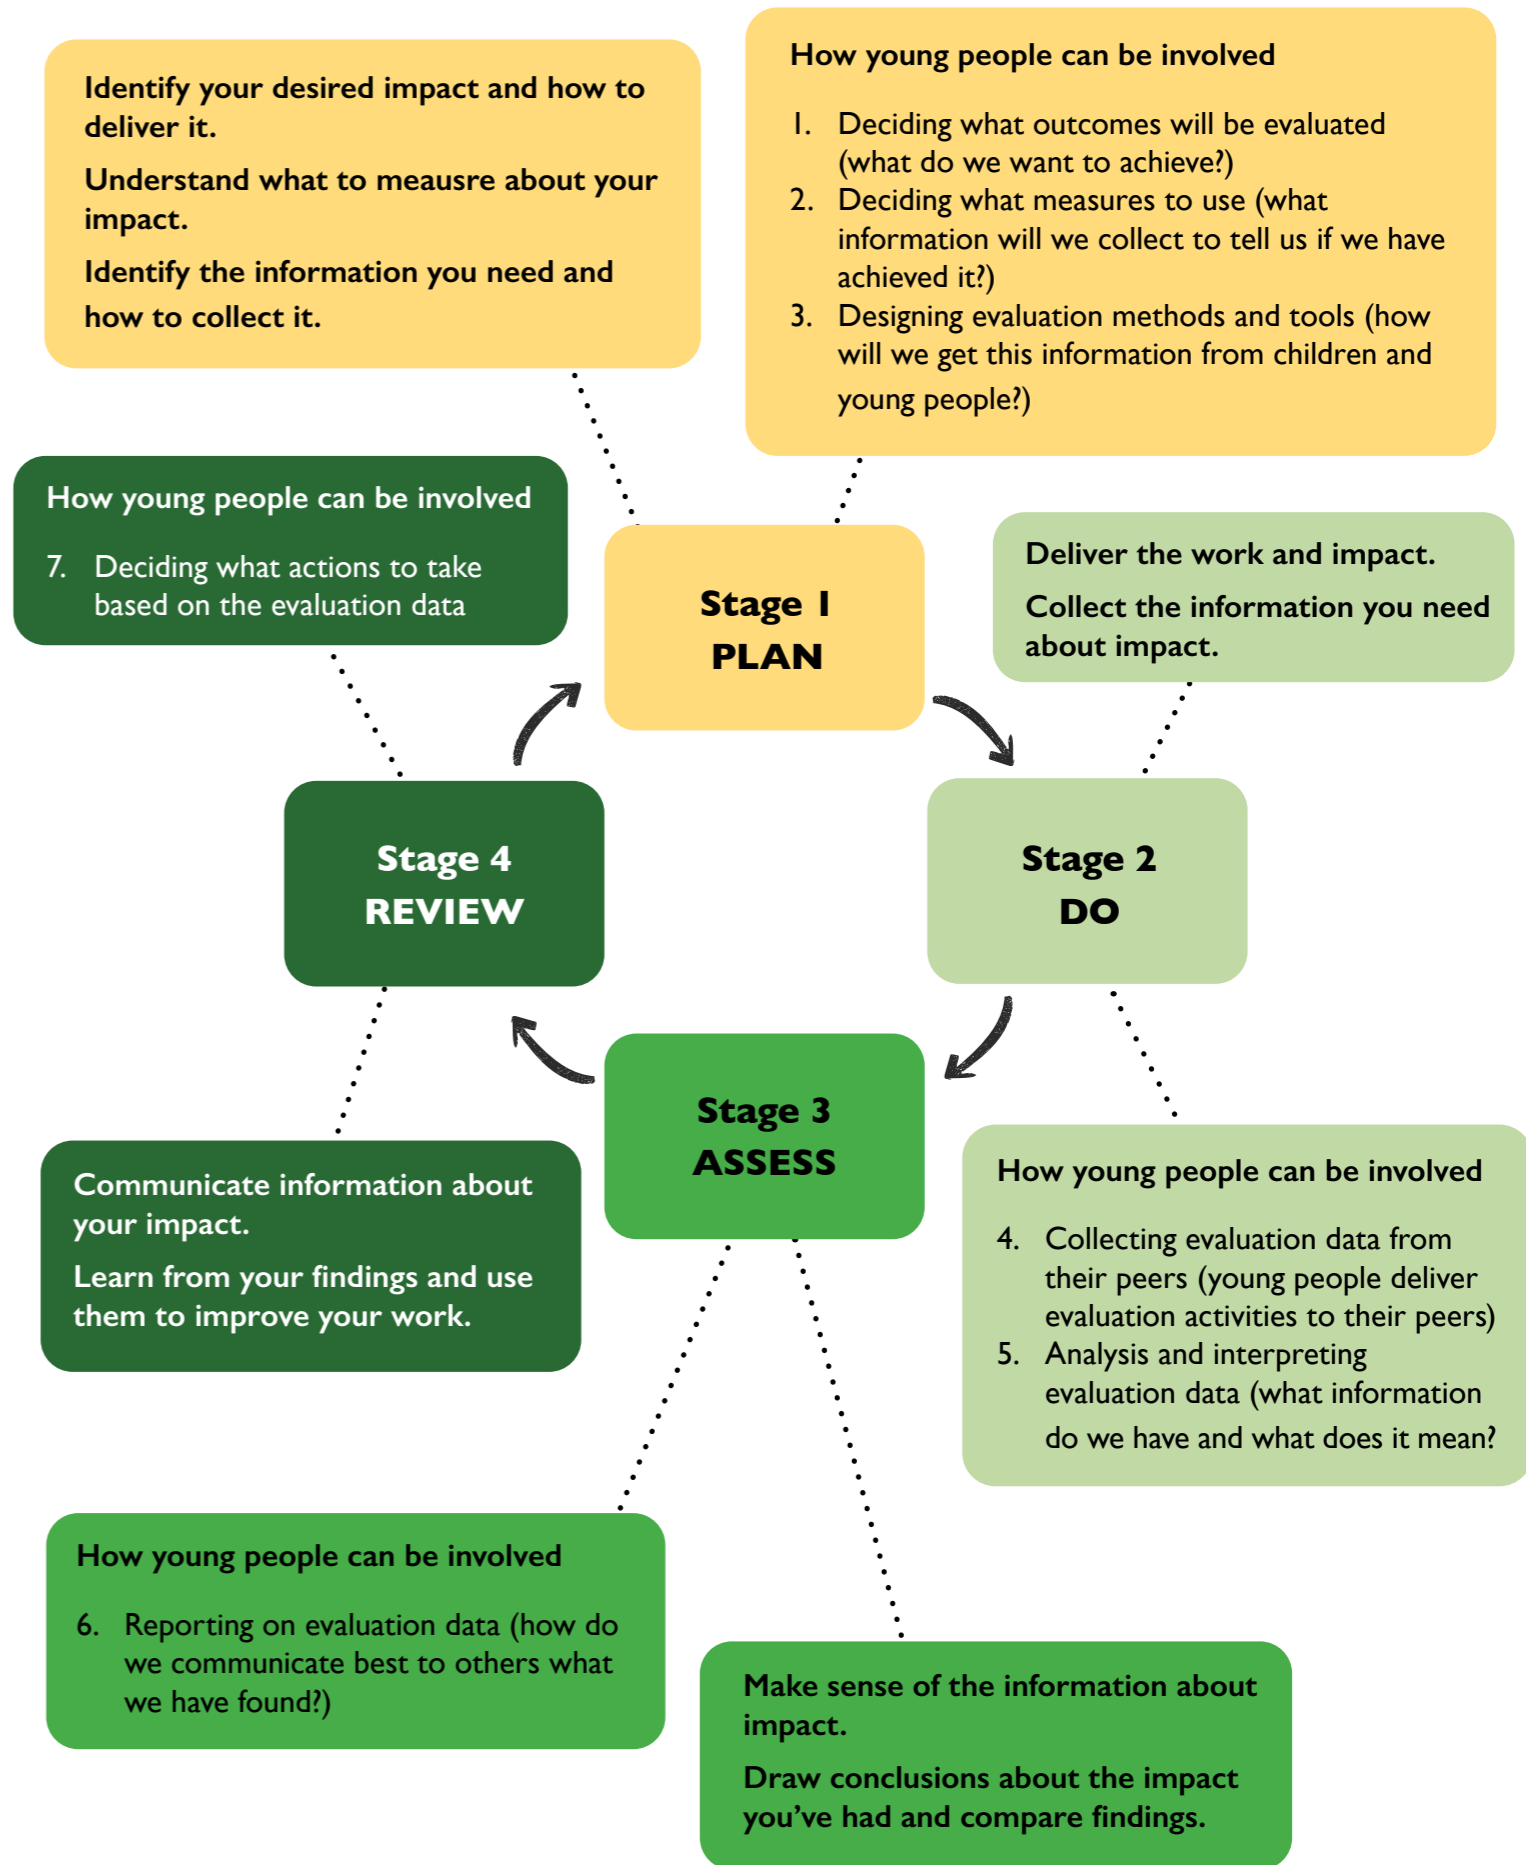 Identify your desired impact and how to
deliver it.
Understand what to meausre about your
impact.
Identify the information you need and
how to collect it.
How young people can be involved
1. Deciding what outcomes will be evaluated
(what do we want to achieve?)
2. Deciding what measures to use (what
information will we collect to tell us if we have
achieved it?)
3. Designing evaluation methods and tools (how
will we get this information from children and
young people?)
How young people can be involved
7. Deciding what actions to take
based on the evaluation data
Stage 1
PLAN
Deliver the work and impact.
Collect the information you need
about impact.
Stage 4
REVIEW
Stage 2
DO
Stage 3
ASSESS
Communicate information about
your impact.
Learn from your findings and use
them to improve your work.
How young people can be involved
4. Collecting evaluation data from
their peers (young people deliver
evaluation activities to their peers)
5. Analysis and interpreting
evaluation data (what information
do we have and what does it mean?
How young people can be involved
6. Reporting on evaluation data (how do
we communicate best to others what
we have found?)
Make sense of the information about
impact.
Draw conclusions about the impact
you've had and compare findings.